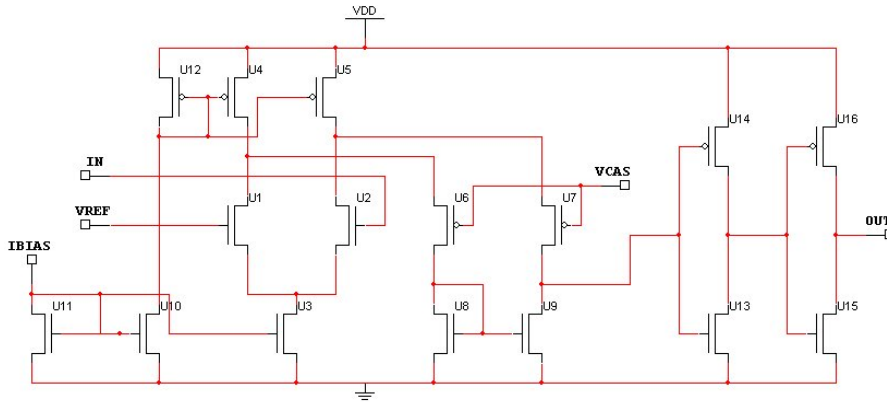 VDD
U12
U4
U5
U14
U16
IN
VCAS
U1
U2
U6
U7
VREF
OUT
IBIAS
U11
U10
U3
U8
U9
U13
U15